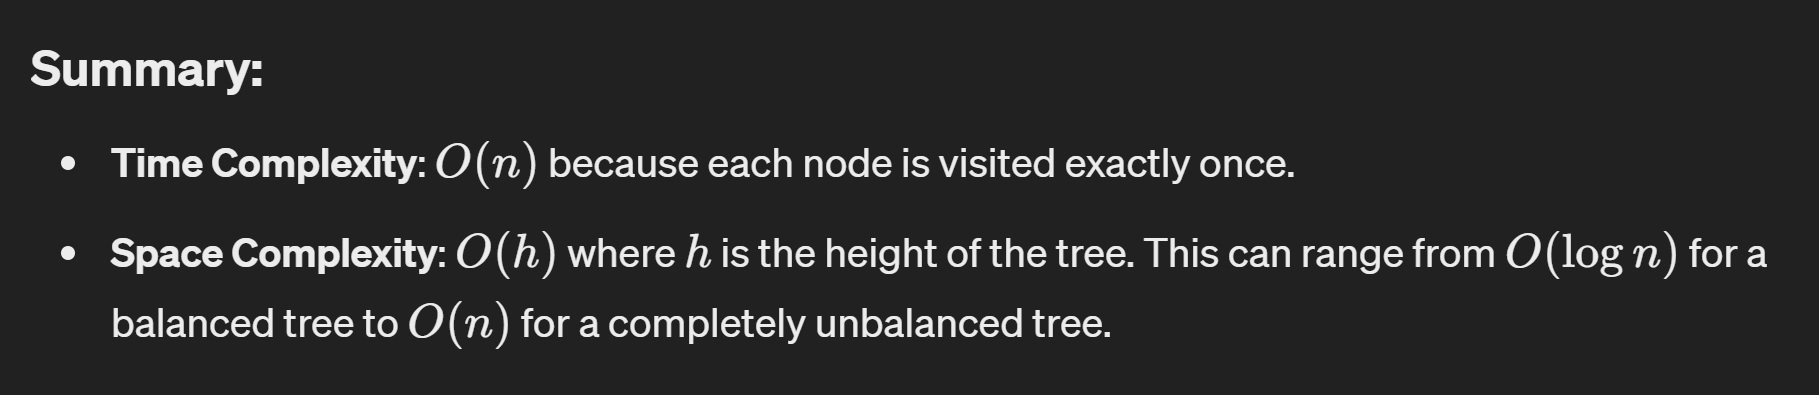 Summary:
• Time Complexity: O(n) because each node is visited exactly once.
• Space Complexity: O(h) where h is the height of the tree. This can range from O(log n) for a
balanced tree to O(n) for a completely unbalanced tree.